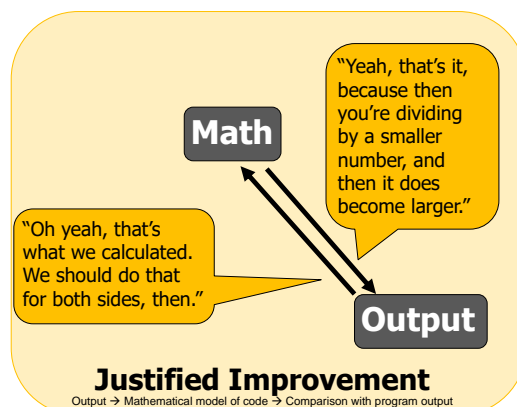 “Yeah, that’s it,
because then
you’re dividing
by a smaller
number, and
then it does
become larger.”
Math
“Oh yeah, that’s
what we calculated.
We should do that
for both sides, then.”
Output
Justified Improvement
Output → Mathematical model of code → Comparison with program output